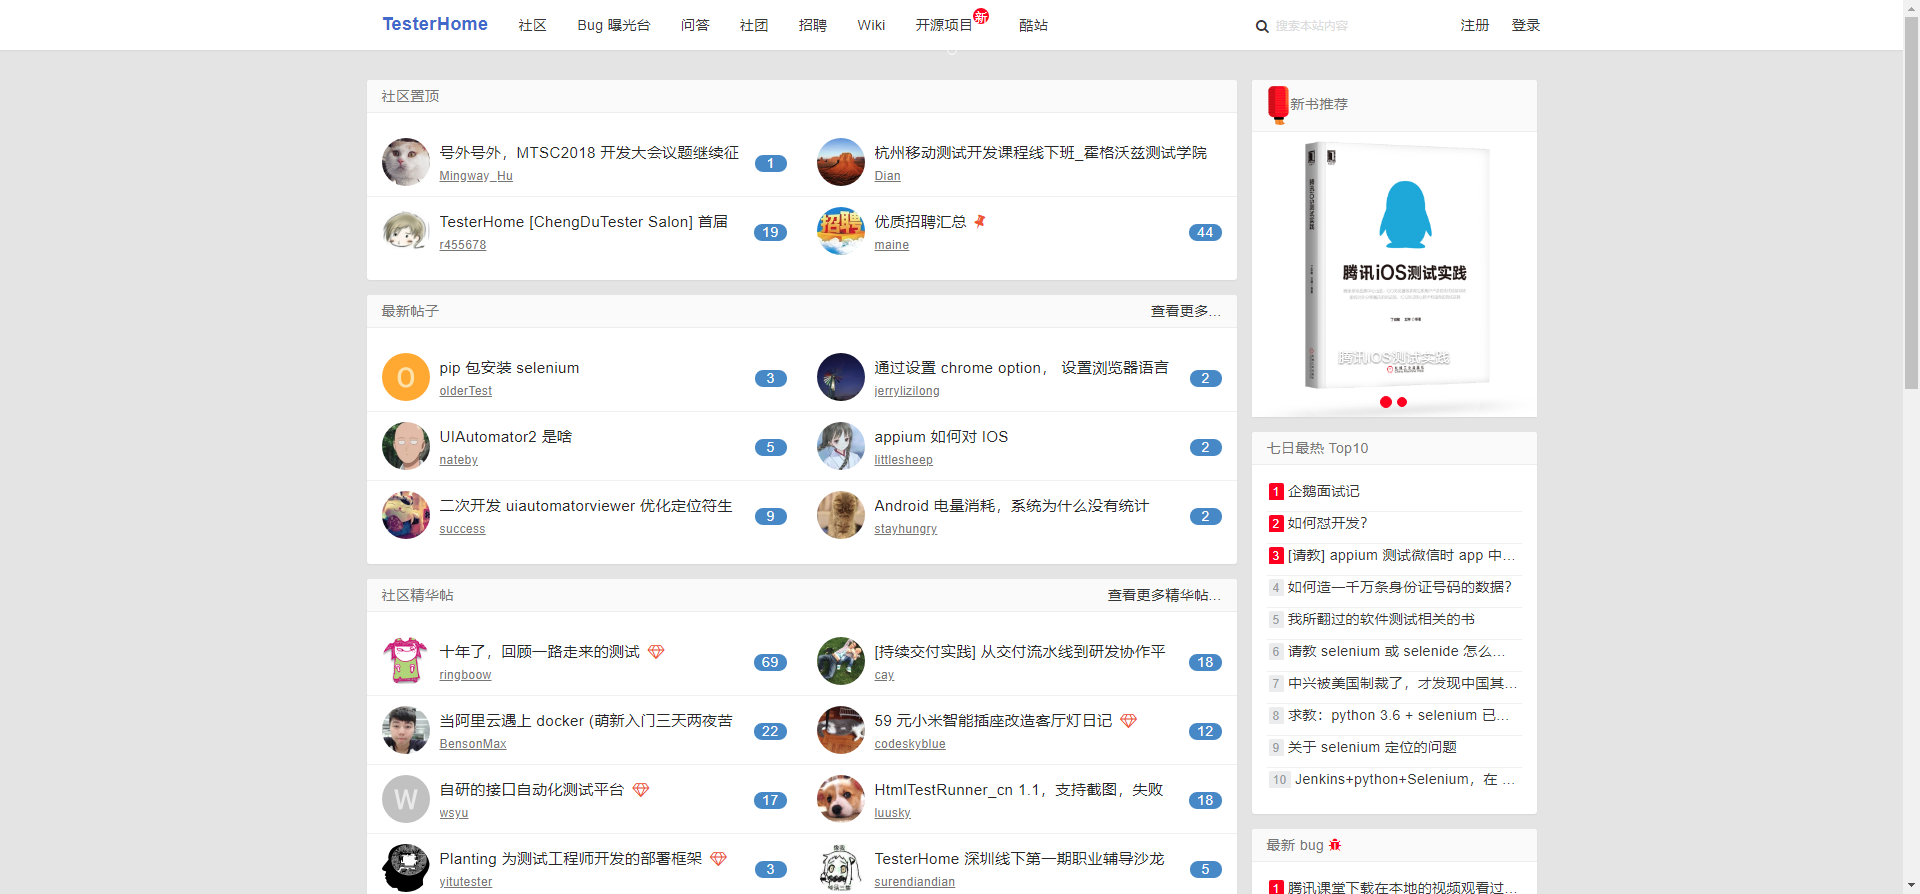 TesterHome 社区 Bug 曝光台 问答 社团 招聘 Wiki 开源项目 新 酷站 搜索本站内容 注册 登录
社区置顶
号外号外，MTSC2018 开发大会议题继续征 1
Mingway_Hu
杭州移动测试开发课程线下班_霍格沃兹测试学院
Dian
TesterHome [ChengDuTester Salon] 首届 19
r455678
招聘
优质招聘汇总 44
maine
最新帖子 查看更多...
O
pip 包安装 selenium 3
olderTest
通过设置 chrome option， 设置浏览器语言 2
jerrylizilong
UIAutomator2 是啥 5
nateby
appium 如何对 IOS 2
littlesheep
二次开发 uiautomatorviewer 优化定位符生 9
success
Android 电量消耗，系统为什么没有统计 2
stayhungry
社区精华帖 查看更多精华帖...
十年了，回顾一路走来的测试 69
ringboow
[持续交付实践] 从交付流水线到研发协作平 18
cay
当阿里云遇上 docker (萌新入门三天两夜苦 22
BensonMax
59 元小米智能插座改造客厅灯日记 12
codeskyblue
W
自研的接口自动化测试平台 17
wsyu
HtmlTestRunner_cn 1.1，支持截图，失败 18
luusky
Planting 为测试工程师开发的部署框架 3
yitutester
TesterHome 深圳线下第一期职业辅导沙龙 5
surendiandian
新书推荐
腾讯iOS测试实践
腾讯iOS测试实践
腾讯iOS测试实践
七日最热 Top10
1 企鹅面试记
2 如何怼开发？
3 [请教] appium 测试微信时 app 中...
4 如何造一千万条身份证号码的数据？
5 我所翻过的软件测试相关的书
6 请教 selenium 或 selenide 怎么...
7 中兴被美国制裁了，才发现中国其...
8 求教：python 3.6 + selenium 已...
9 关于 selenium 定位的问题
10 Jenkins+python+Selenium，在 ...
最新 bug
1 腾讯课堂下载在本地的视频观看过...